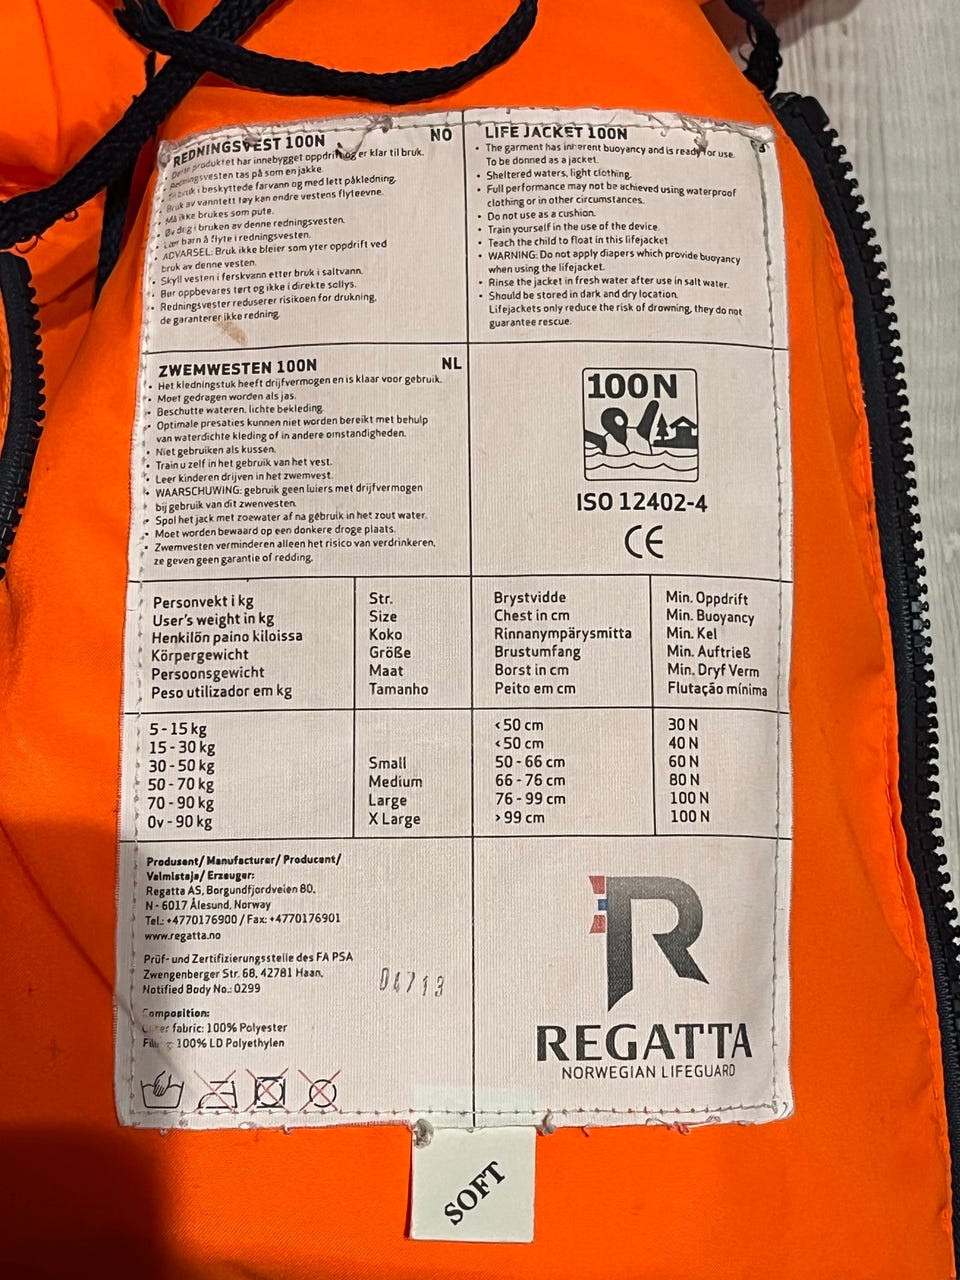 REDNINGSVEST 100N NO
Dette produktet har innebygget oppdrift og er klar til bruk.
Redningsvesten tas på som en jakke.
Til bruk i beskyttede farvann og med lett påkledning.
Bruk av vanntett tøy kan endre vestens flyteevne.
Må ikke brukes som pute.
Øv deg i bruken av denne redningsvesten.
Lær barn å flyte i redningsvesten.
ADVARSEL: Bruk ikke bleier som yter oppdrift ved
bruk av denne vesten.
Skyll vesten i ferskvann etter bruk i saltvann.
Bør oppbevares tørt og ikke i direkte sollys.
Redningsvester reduserer risikoen for drukning,
de garanterer ikke redning.
LIFE JACKET 100N
• The garment has inherent buoyancy and is ready for use.
To be donned as a jacket.
• Sheltered waters, light clothing.
• Full performance may not be achieved using waterproof
clothing or in other circumstances.
• Do not use as a cushion.
• Train yourself in the use of the device.
• Teach the child to float in this lifejacket
• WARNING: Do not apply diapers which provide buoyancy
when using the lifejacket.
• Rinse the jacket in fresh water after use in salt water.
• Should be stored in dark and dry location.
Lifejackets only reduce the risk of drowning, they do not
guarantee rescue.
ZWEMWESTEN 100N NL
• Het kledningstuk heeft drijfvermogen en is klaar voor gebruik.
• Moet gedragen worden als jas.
• Beschutte wateren, lichte bekleding.
• Optimale presaties kunnen niet worden bereikt met behulp
van waterdichte kleding of in andere omstandigheden.
• Niet gebruiken als kussen.
• Train u zelf in het gebruik van het vest.
• Leer kinderen drijven in het zwemvest.
• WAARSCHUWING: gebruik geen luiers met drijfvermogen
bij gebruik van dit zwenvesten.
• Spol het jack met zoewater af na gebruik in het zout water.
• Moet worden bewaard op een donkere droge plaats.
• Zwemvesten verminderen alleen het risico van verdrinkeren,
ze geven geen garantie of redding.
100N
ISO 12402-4
CE
Personvekt i kg Str. Brystvidde Min. Oppdrift
User's weight in kg Size Chest in cm Min. Buoyancy
Henkilön paino kiloissa Koko Rinnanympärysmitta Min. Kel
Körpergewicht Größe Brustumfang Min. Auftrieß
Persoonsgewicht Maat Borst in cm Min. Dryf Verm
Peso utilizador em kg Tamanho Peito em cm Flutação mínima
5 - 15 kg < 50 cm 30 N
15 - 30 kg < 50 cm 40 N
30 - 50 kg Small 50 - 66 cm 60 N
50 - 70 kg Medium 66 - 76 cm 80 N
70 - 90 kg Large 76 - 99 cm 100 N
Ov - 90 kg X Large > 99 cm 100 N
Produsent/ Manufacturer/ Producent/
Valmistaja/ Erzeuger:
Regatta AS, Borgundfjordveien 80,
N - 6017 Ålesund, Norway
Tel.: +4770176900 / Fax: +4770176901
www.regatta.no
Prüf- und Zertifizierungsstelle des FA PSA
Zwengenberger Str. 68, 42781 Haan,
Notified Body No.: 0299
04713
Composition:
Outer fabric: 100% Polyester
Filling: 100% LD Polyethylen
R
REGATTA
NORWEGIAN LIFEGUARD
SOFT